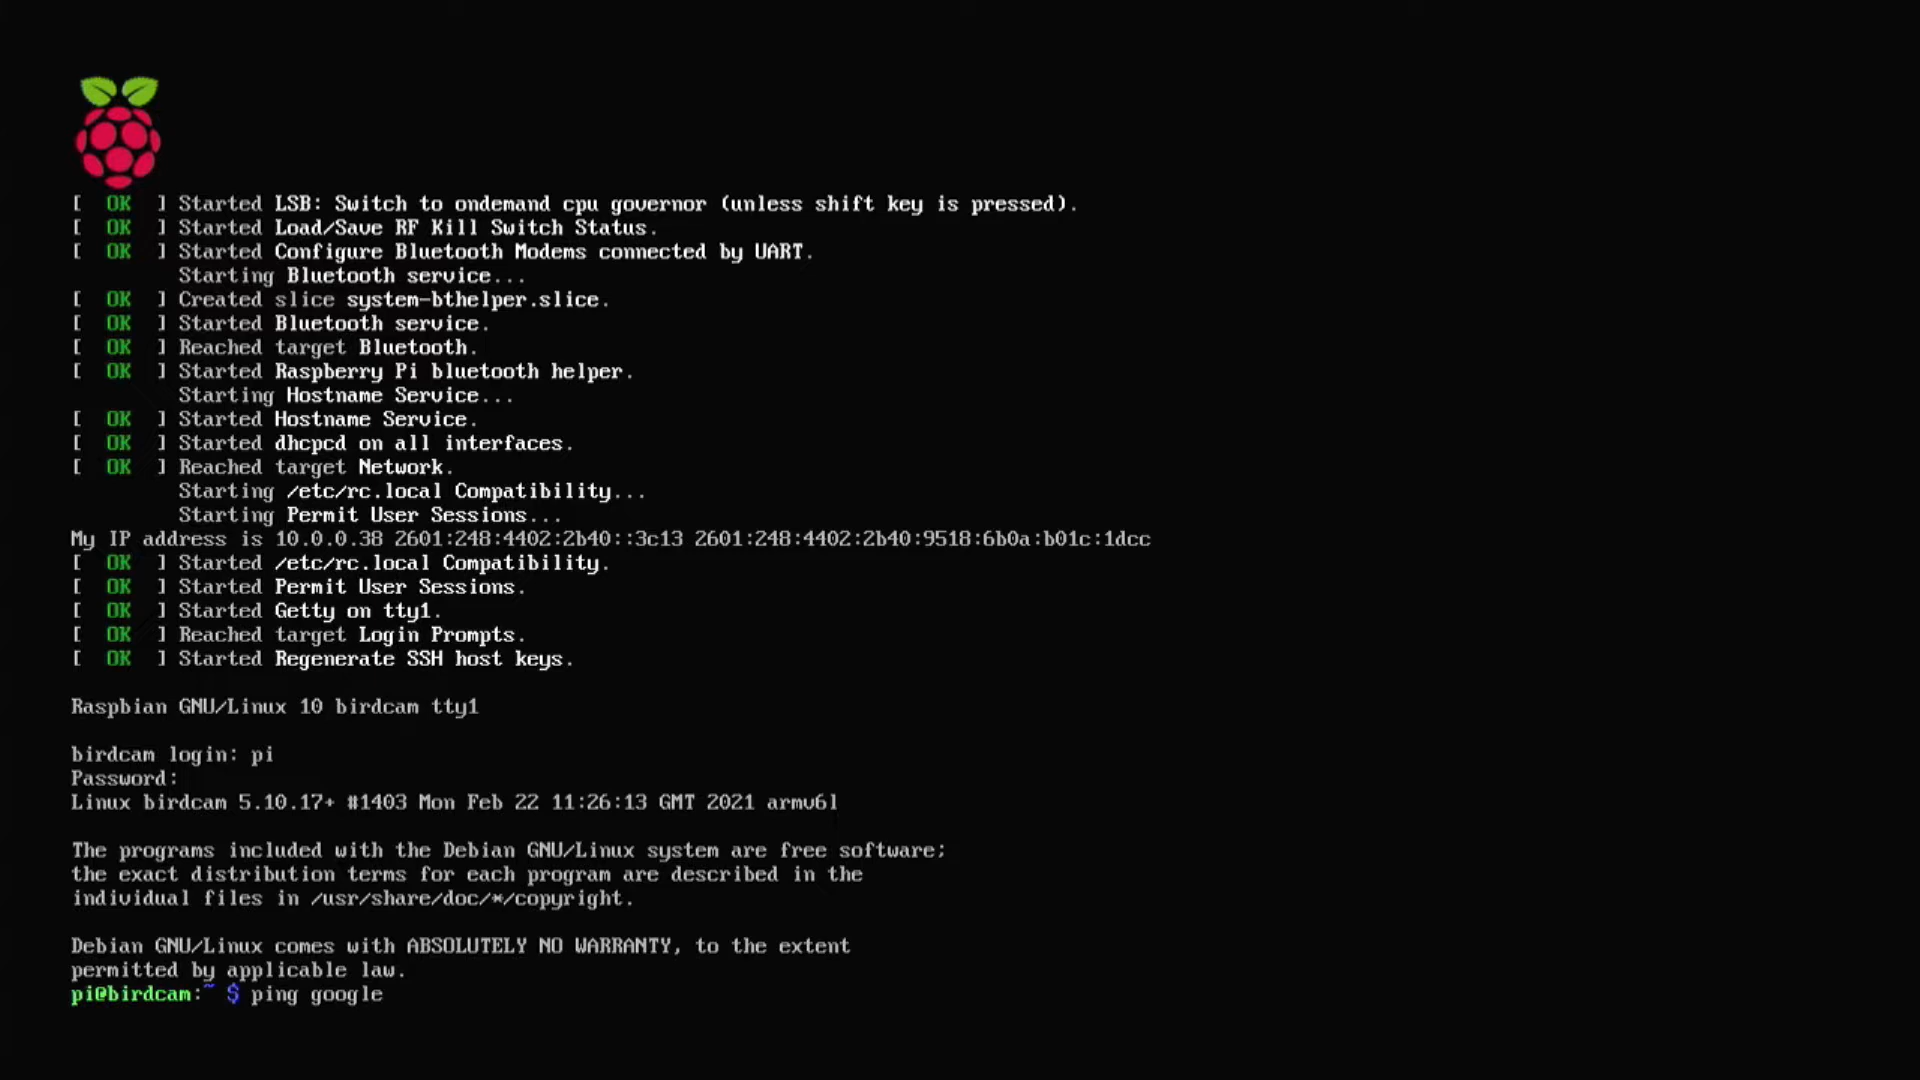 [  OK  ] Started LSB: Switch to ondemand cpu governor (unless shift key is pressed).
[  OK  ] Started Load/Save RF Kill Switch Status.
[  OK  ] Started Configure Bluetooth Modems connected by UART.
         Starting Bluetooth service...
[  OK  ] Created slice system-bthelper.slice.
[  OK  ] Started Bluetooth service.
[  OK  ] Reached target Bluetooth.
[  OK  ] Started Raspberry Pi bluetooth helper.
         Starting Hostname Service...
[  OK  ] Started Hostname Service.
[  OK  ] Started dhcpcd on all interfaces.
[  OK  ] Reached target Network.
         Starting /etc/rc.local Compatibility...
         Starting Permit User Sessions...
My IP address is 10.0.0.38 2601:248:4402:2b40::3c13 2601:248:4402:2b40:9518:6b0a:b01c:1dcc
[  OK  ] Started /etc/rc.local Compatibility.
[  OK  ] Started Permit User Sessions.
[  OK  ] Started Getty on tty1.
[  OK  ] Reached target Login Prompts.
[  OK  ] Started Regenerate SSH host keys.
Raspbian GNU/Linux 10 birdcam tty1
birdcam login: pi
Password:
Linux birdcam 5.10.17+ #1403 Mon Feb 22 11:26:13 GMT 2021 armv6l
The programs included with the Debian GNU/Linux system are free software;
the exact distribution terms for each program are described in the
individual files in /usr/share/doc/*/copyright.
Debian GNU/Linux comes with ABSOLUTELY NO WARRANTY, to the extent
permitted by applicable law.
pi@birdcam:~ $ ping google